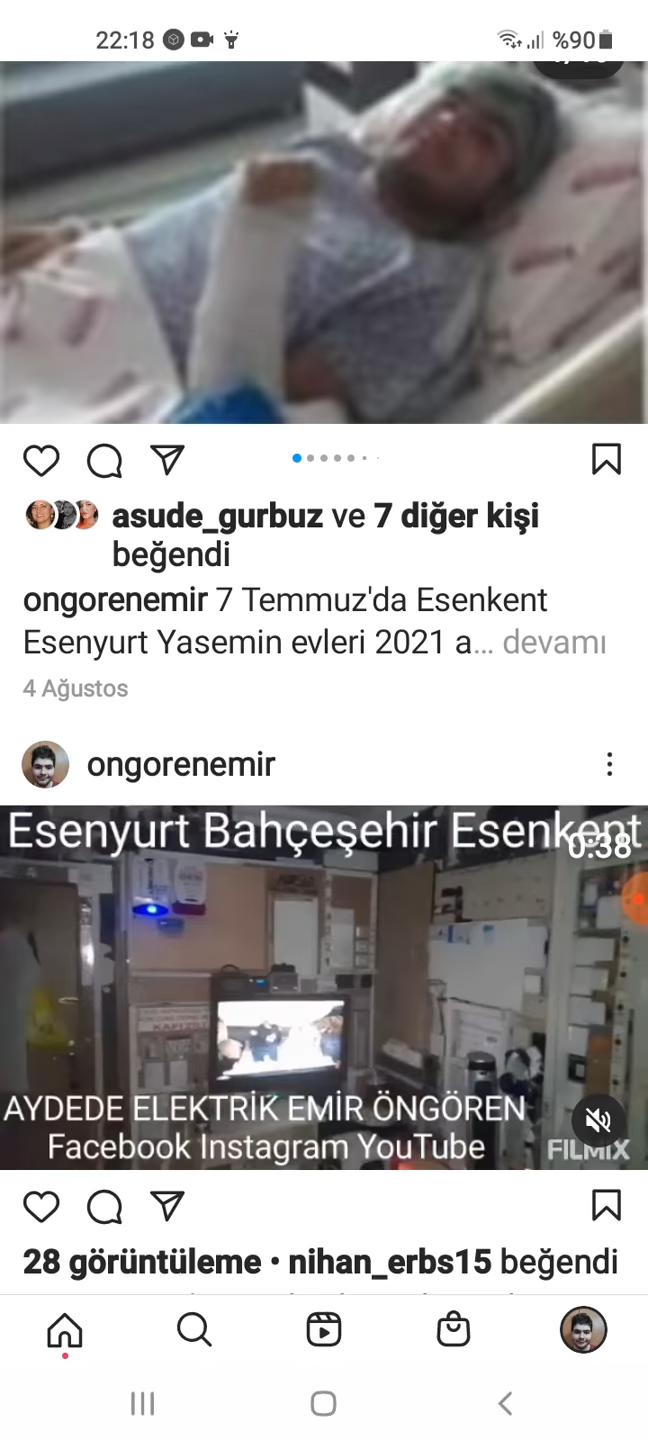 22:18
%90
asude_gurbuz ve 7 diğer kişi
beğendi
ongorenemir 7 Temmuz'da Esenkent
Esenyurt Yasemin evleri 2021 a... devamı
4 Ağustos
ongorenemir
Esenyurt Bahçeşehir Esenkent
0:38
AYDEDE ELEKTRİK EMİR ÖNGÖREN
Facebook Instagram YouTube
FILMIX
28 görüntüleme • nihan_erbs15 beğendi